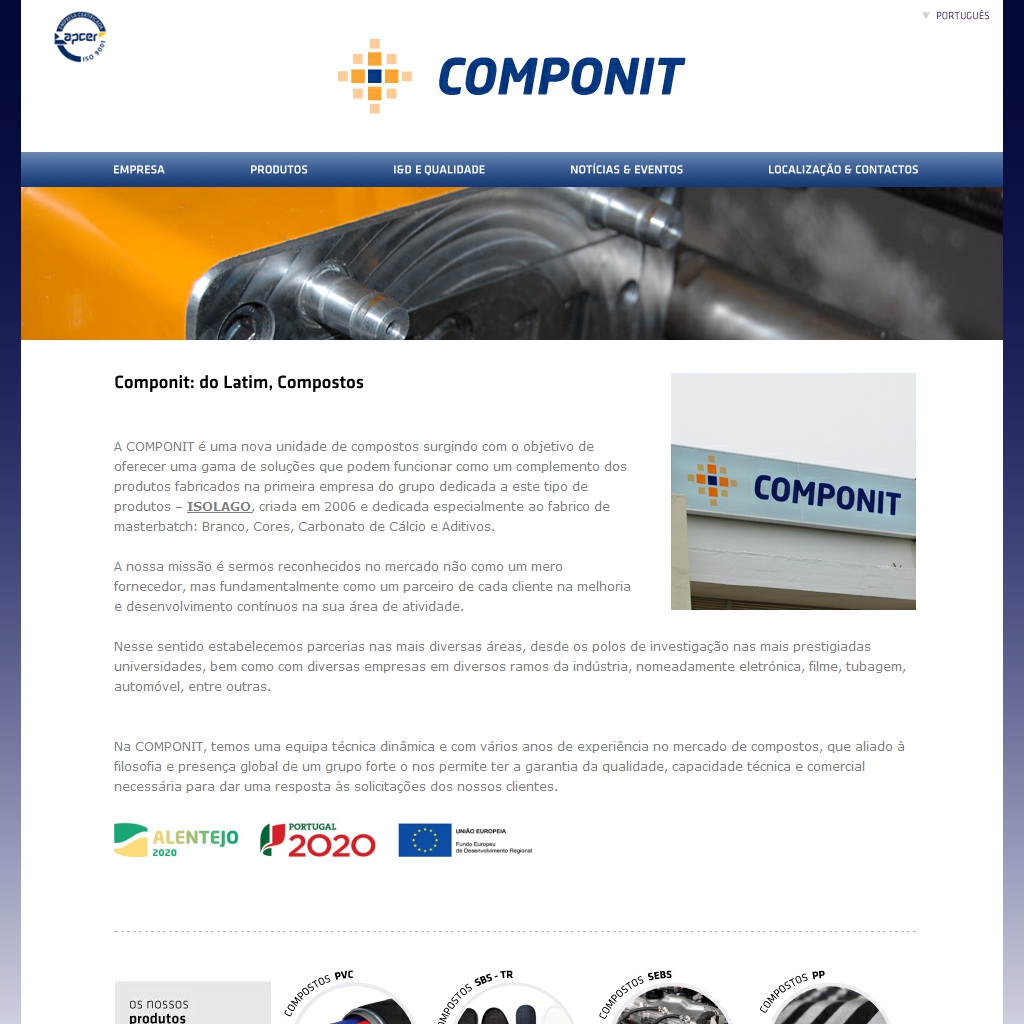 EMPRESA CERTIFICADA
apcer
ISO 9001
PORTUGUÊS
COMPONIT
EMPRESA
PRODUTOS
I&D E QUALIDADE
NOTÍCIAS & EVENTOS
LOCALIZAÇÃO & CONTACTOS
Componit: do Latim, Compostos
COMPONIT
A COMPONIT é uma nova unidade de compostos surgindo com o objetivo de
oferecer uma gama de soluções que podem funcionar como um complemento dos
produtos fabricados na primeira empresa do grupo dedicada a este tipo de
produtos – ISOLAGO, criada em 2006 e dedicada especialmente ao fabrico de
masterbatch: Branco, Cores, Carbonato de Cálcio e Aditivos.
A nossa missão é sermos reconhecidos no mercado não como um mero
fornecedor, mas fundamentalmente como um parceiro de cada cliente na melhoria
e desenvolvimento contínuos na sua área de atividade.
Nesse sentido estabelecemos parcerias nas mais diversas áreas, desde os polos de investigação nas mais prestigiadas
universidades, bem como com diversas empresas em diversos ramos da indústria, nomeadamente eletrónica, filme, tubagem,
automóvel, entre outras.
Na COMPONIT, temos uma equipa técnica dinâmica e com vários anos de experiência no mercado de compostos, que aliado à
filosofia e presença global de um grupo forte o nos permite ter a garantia da qualidade, capacidade técnica e comercial
necessária para dar uma resposta às solicitações dos nossos clientes.
ALENTEJO
2020
PORTUGAL
2020
UNIÃO EUROPEIA
Fundo Europeu
de Desenvolvimento Regional
os nossos
produtos
COMPOSTOS PVC
COMPOSTOS SBS - TR
COMPOSTOS SEBS
COMPOSTOS PP